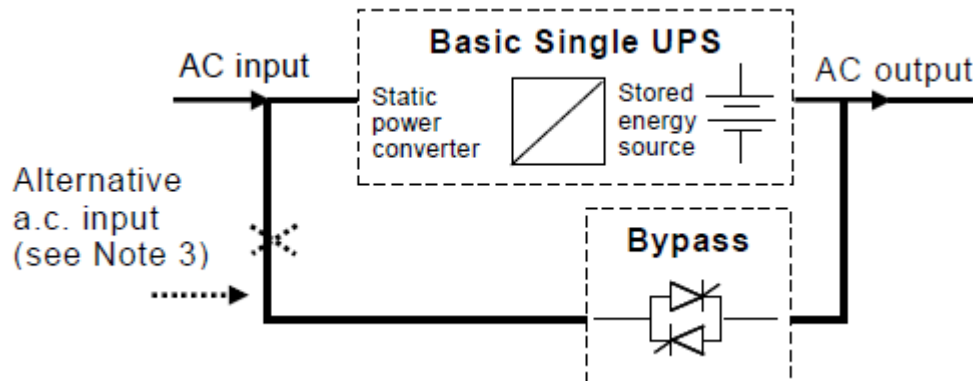 Basic Single UPS
AC input
AC output
Static
power
converter
Stored
energy
source
Alternative
a.c. input
(see Note 3)
Bypass